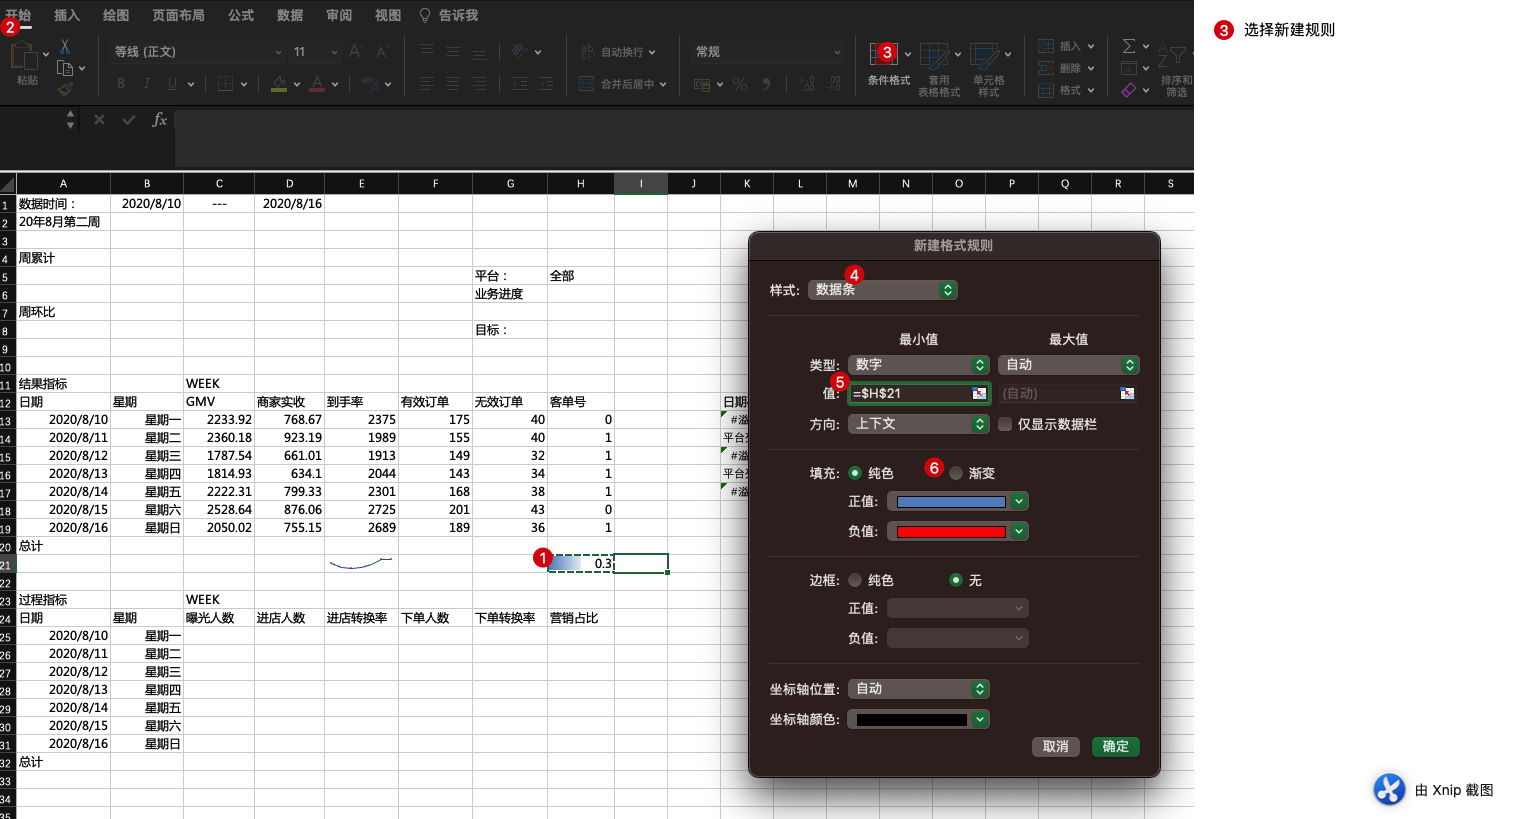 开始 插入 绘图 页面布局 公式 数据 审阅 视图 告诉我
2
3 选择新建规则
粘贴
等线 (正文) 11 A A
B I U A abc
ab 自动换行
合并后居中
常规
%
3
条件格式
套用
表格格式
单元格
样式
插入
删除
格式
排序和
筛选
fx
A B C D E F G H I J K L M N O P Q R S
1 数据时间： 2020/8/10 --- 2020/8/16
2 20年8月第二周
3
4 周累计
5 平台： 全部
6 业务进度
7 周环比
8 目标：
9
10
11 结果指标 WEEK
12 日期 星期 GMV 商家实收 到手率 有效订单 无效订单 客单号
13 2020/8/10 星期一 2233.92 768.67 2375 175 40 0 #溢
14 2020/8/11 星期二 2360.18 923.19 1989 155 40 1
15 2020/8/12 星期三 1787.54 661.01 1913 149 32 1 #溢
16 2020/8/13 星期四 1814.93 634.1 2044 143 34 1
17 2020/8/14 星期五 2222.31 799.33 2301 168 38 1 #溢
18 2020/8/15 星期六 2528.64 876.06 2725 201 43 0
19 2020/8/16 星期日 2050.02 755.15 2689 189 36 1
20 总计
21 1 0.3
22
23 过程指标 WEEK
24 日期 星期 曝光人数 进店人数 进店转换率 下单人数 下单转换率 营销占比
25 2020/8/10 星期一
26 2020/8/11 星期二
27 2020/8/12 星期三
28 2020/8/13 星期四
29 2020/8/14 星期五
30 2020/8/15 星期六
31 2020/8/16 星期日
32 总计
33
34
35
新建格式规则
4
样式: 数据条
最小值 最大值
类型: 数字 自动
5
值: =$H$21 (自动)
方向: 上下文 仅显示数据栏
填充: 纯色 6 渐变
正值:
负值:
边框: 纯色 无
正值:
负值:
坐标轴位置: 自动
坐标轴颜色:
取消 确定
由 Xnip 截图